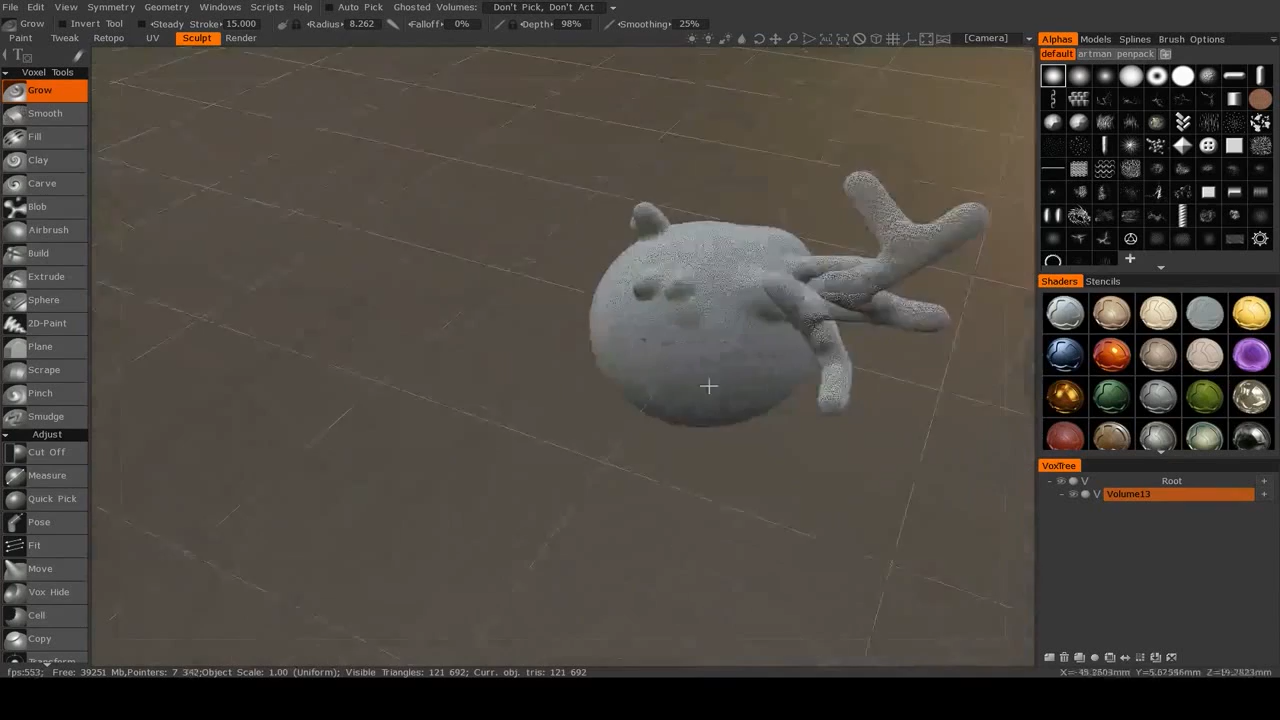 File Edit View Symmetry Geometry Windows Scripts Help Auto Pick Ghosted Volumes: Don't Pick, Don't Act
Grow Invert Tool Steady Stroke: 15.000 Radius: 8.262 Falloff: 0% Depth: 98% Smoothing: 25%
Paint Tweak Retopo UV Sculpt Render [Camera]
Alphas Models Splines Brush Options
default artman penpack
Voxel Tools
Grow
Smooth
Fill
Clay
Carve
Blob
Airbrush
Build
Extrude
Sphere
2D-Paint
Plane
Scrape
Pinch
Smudge
Adjust
Cut Off
Measure
Quick Pick
Pose
Fit
Move
Vox Hide
Cell
Copy
Shaders Stencils
VoxTree
V Root
V Volume13
fps:553; Free: 39251 Mb,Pointers: 7 342;Object Scale: 1.00 (Uniform); Visible Triangles: 121 692; Curr. obj. tris: 121 692